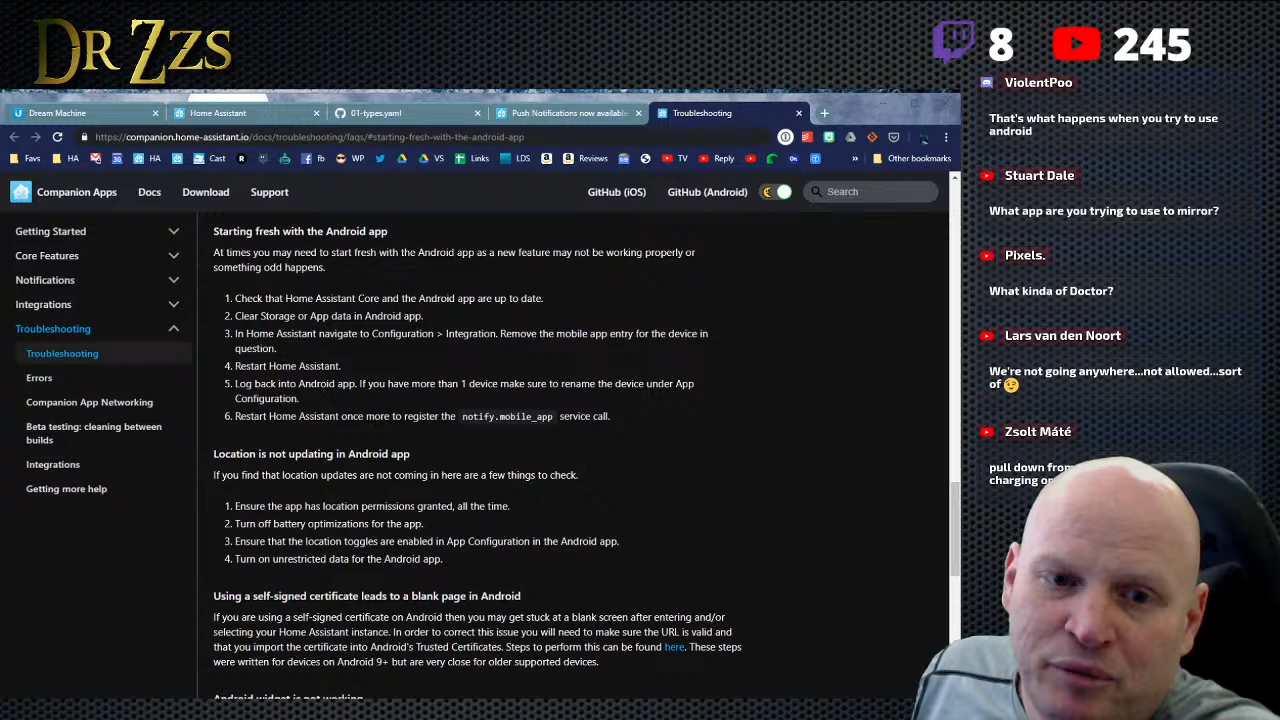 DR ZZS
8
245
Dream Machine
Home Assistant
01-types.yaml
Push Notifications now available
Troubleshooting
https://companion.home-assistant.io/docs/troubleshooting/faqs/#starting-fresh-with-the-android-app
Favs
HA
HA
Cast
fb
WP
VS
Links
LDS
Reviews
TV
Reply
Other bookmarks
Companion Apps
Docs
Download
Support
GitHub (iOS)
GitHub (Android)
Search
Getting Started
Core Features
Notifications
Integrations
Troubleshooting
Troubleshooting
Errors
Companion App Networking
Beta testing: cleaning between
builds
Integrations
Getting more help
Starting fresh with the Android app
At times you may need to start fresh with the Android app as a new feature may not be working properly or
something odd happens.
1. Check that Home Assistant Core and the Android app are up to date.
2. Clear Storage or App data in Android app.
3. In Home Assistant navigate to Configuration > Integration. Remove the mobile app entry for the device in
question.
4. Restart Home Assistant.
5. Log back into Android app. If you have more than 1 device make sure to rename the device under App
Configuration.
6. Restart Home Assistant once more to register the notify.mobile_app service call.
Location is not updating in Android app
If you find that location updates are not coming in here are a few things to check.
1. Ensure the app has location permissions granted, all the time.
2. Turn off battery optimizations for the app.
3. Ensure that the location toggles are enabled in App Configuration in the Android app.
4. Turn on unrestricted data for the Android app.
Using a self-signed certificate leads to a blank page in Android
If you are using a self-signed certificate on Android then you may get stuck at a blank screen after entering and/or
selecting your Home Assistant instance. In order to correct this issue you will need to make sure the URL is valid and
that you import the certificate into Android's Trusted Certificates. Steps to perform this can be found here. These steps
were written for devices on Android 9+ but are very close for older supported devices.
Android widget is not working
ViolentPoo
That's what happens when you try to use
android
Stuart Dale
What app are you trying to use to mirror?
Pixels.
What kinda of Doctor?
Lars van den Noort
We're not going anywhere...not allowed...sort
of 😉
Zsolt Máté
pull down from
charging or